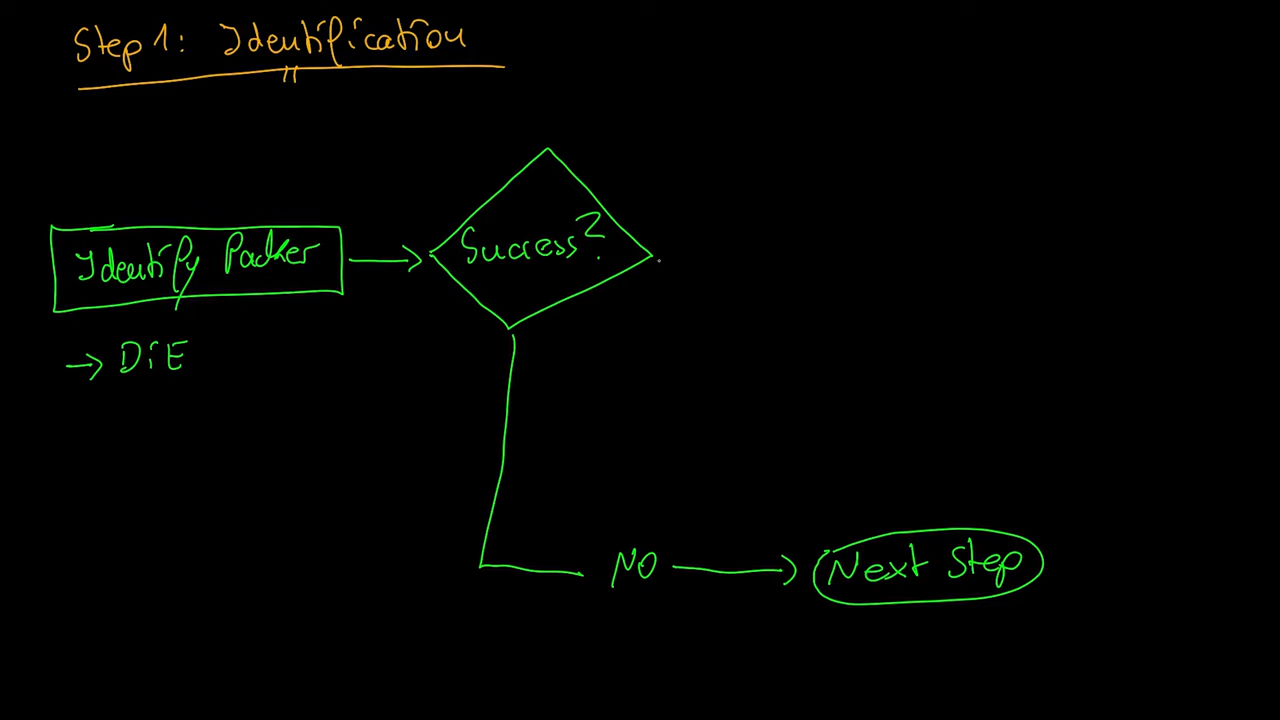 Step 1: Identification
Success?
Identify Packer
→ DiE
NO
Next Step